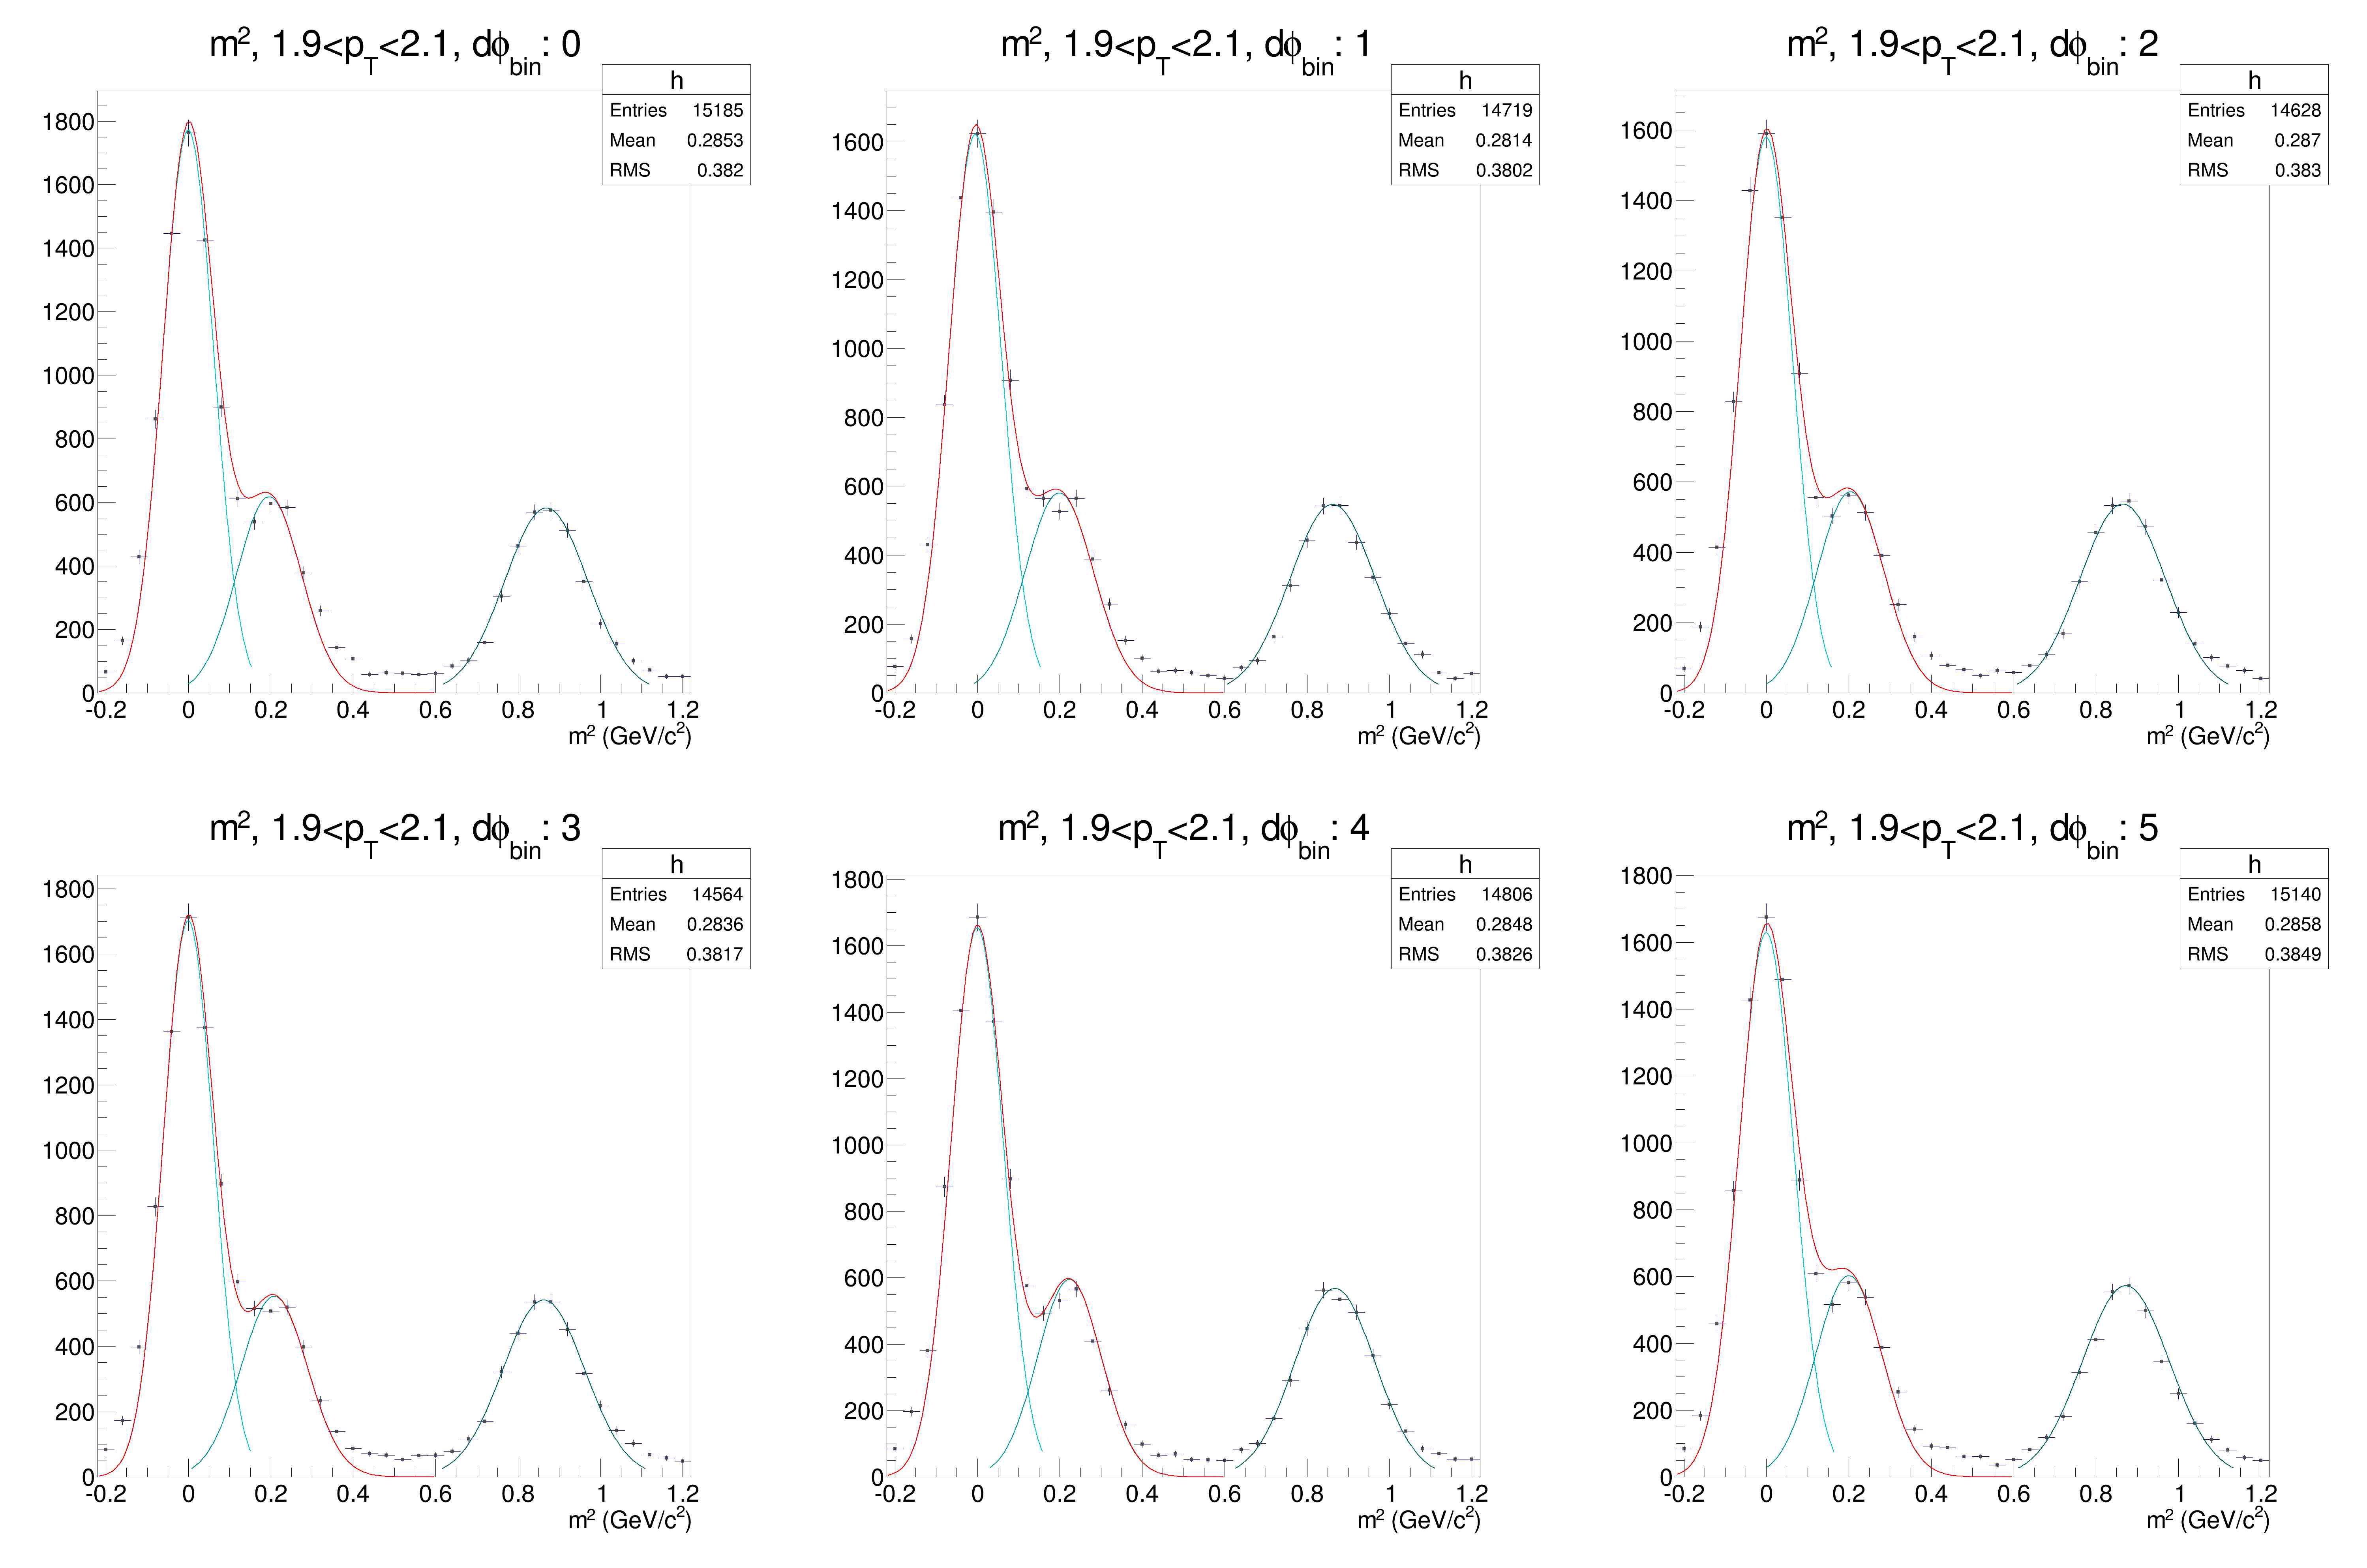 m², 1.9<p_T<2.1, dϕ_bin: 0
h
Entries 15185
Mean 0.2853
RMS 0.382
1800
1600
1400
1200
1000
800
600
400
200
0
-0.2 0 0.2 0.4 0.6 0.8 1 1.2
m² (GeV/c²)
m², 1.9<p_T<2.1, dϕ_bin: 1
h
Entries 14719
Mean 0.2814
RMS 0.3802
1600
1400
1200
1000
800
600
400
200
0
-0.2 0 0.2 0.4 0.6 0.8 1 1.2
m² (GeV/c²)
m², 1.9<p_T<2.1, dϕ_bin: 2
h
Entries 14628
Mean 0.287
RMS 0.383
1600
1400
1200
1000
800
600
400
200
0
-0.2 0 0.2 0.4 0.6 0.8 1 1.2
m² (GeV/c²)
m², 1.9<p_T<2.1, dϕ_bin: 3
h
Entries 14564
Mean 0.2836
RMS 0.3817
1800
1600
1400
1200
1000
800
600
400
200
0
-0.2 0 0.2 0.4 0.6 0.8 1 1.2
m² (GeV/c²)
m², 1.9<p_T<2.1, dϕ_bin: 4
h
Entries 14806
Mean 0.2848
RMS 0.3826
1800
1600
1400
1200
1000
800
600
400
200
0
-0.2 0 0.2 0.4 0.6 0.8 1 1.2
m² (GeV/c²)
m², 1.9<p_T<2.1, dϕ_bin: 5
h
Entries 15140
Mean 0.2858
RMS 0.3849
1800
1600
1400
1200
1000
800
600
400
200
0
-0.2 0 0.2 0.4 0.6 0.8 1 1.2
m² (GeV/c²)